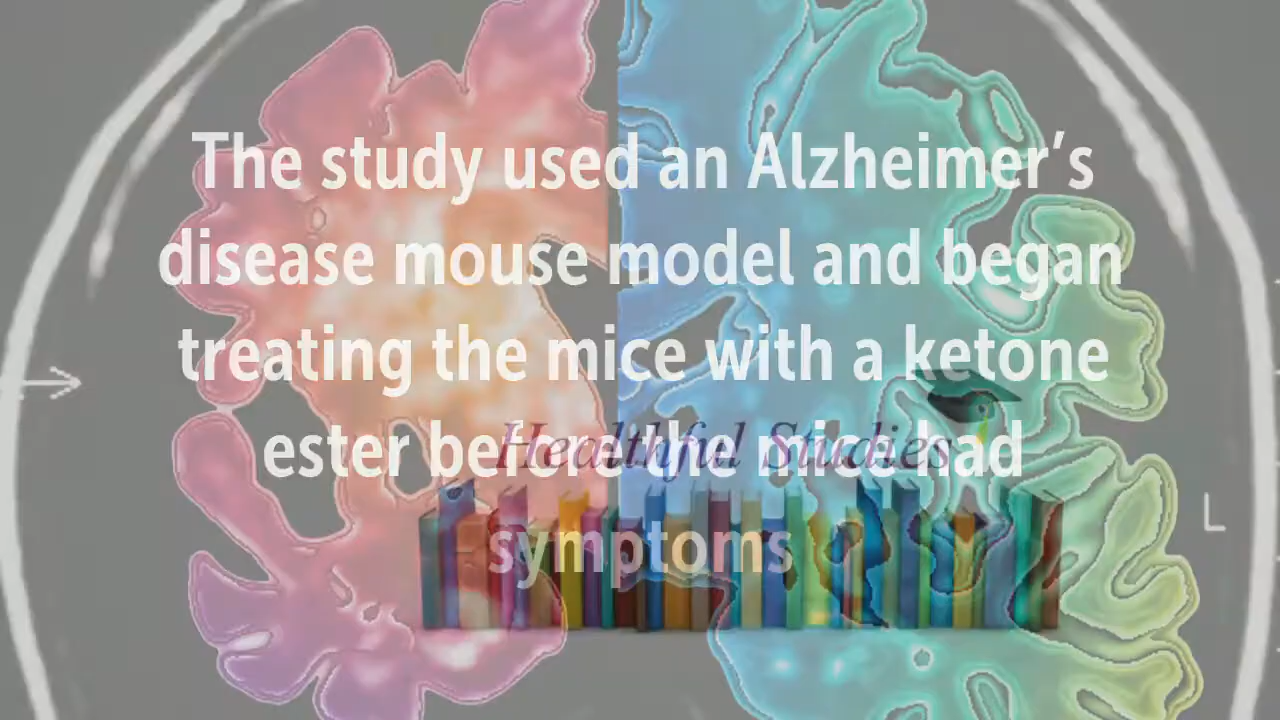 The study used an Alzheimer’s
disease mouse model and began
treating the mice with a ketone
ester before the mice had
Healthful Studies
symptoms
L